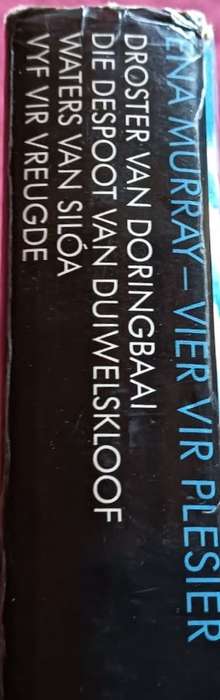 ENA MURRAY – VIER VIR PLESIER
DROSTER VAN DORINGBAAI
DIE DESPOOT VAN DUIWELSKLOOF
WATERS VAN SILÓA
VYF VIR VREUGDE